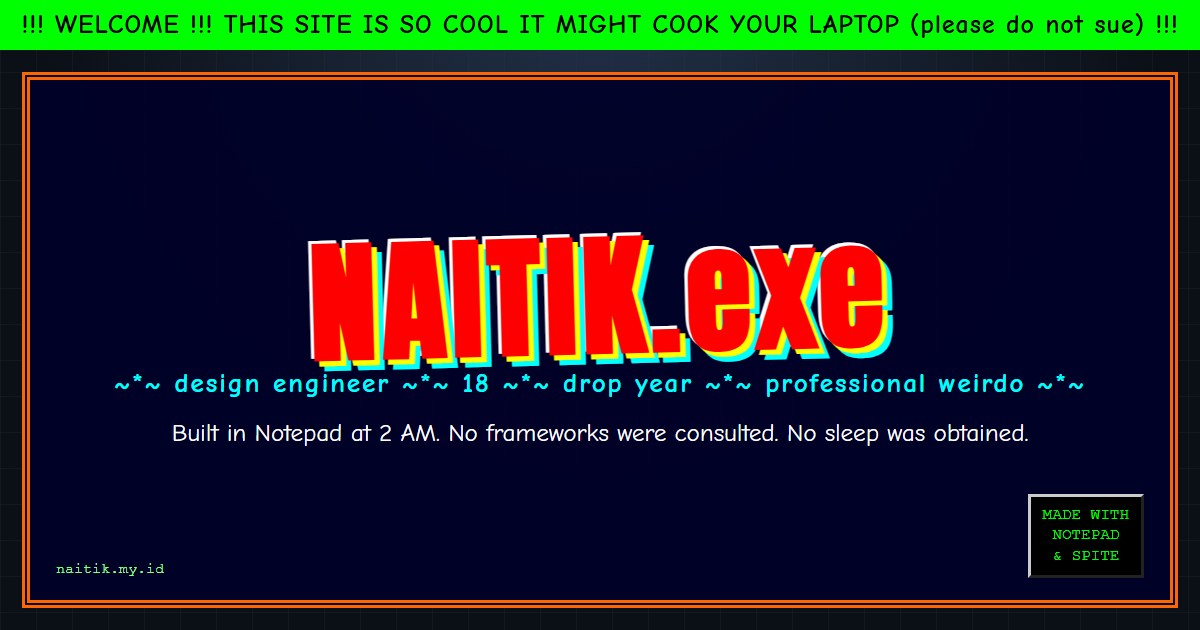 !!! WELCOME !!! THIS SITE IS SO COOL IT MIGHT COOK YOUR LAPTOP (please do not sue) !!!
NAITIK.exe
~*~ design engineer ~*~ 18 ~*~ drop year ~*~ professional weirdo ~*~
Built in Notepad at 2 AM. No frameworks were consulted. No sleep was obtained.
MADE WITH
NOTEPAD
& SPITE
naitik.my.id